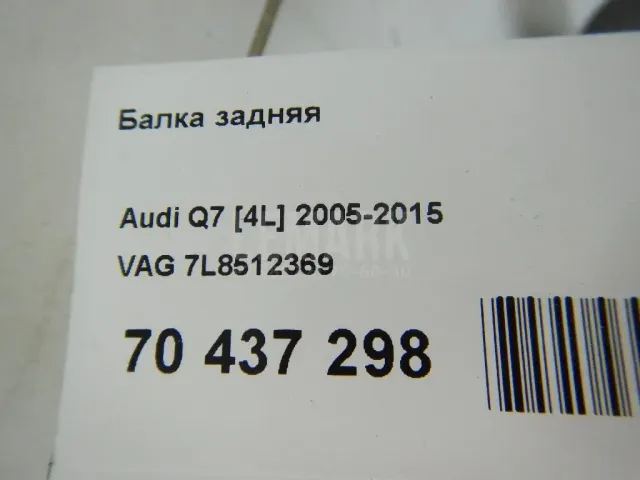 Балка задняя
Audi Q7 [4L] 2005-2015
VAG 7L8512369
70 437 298